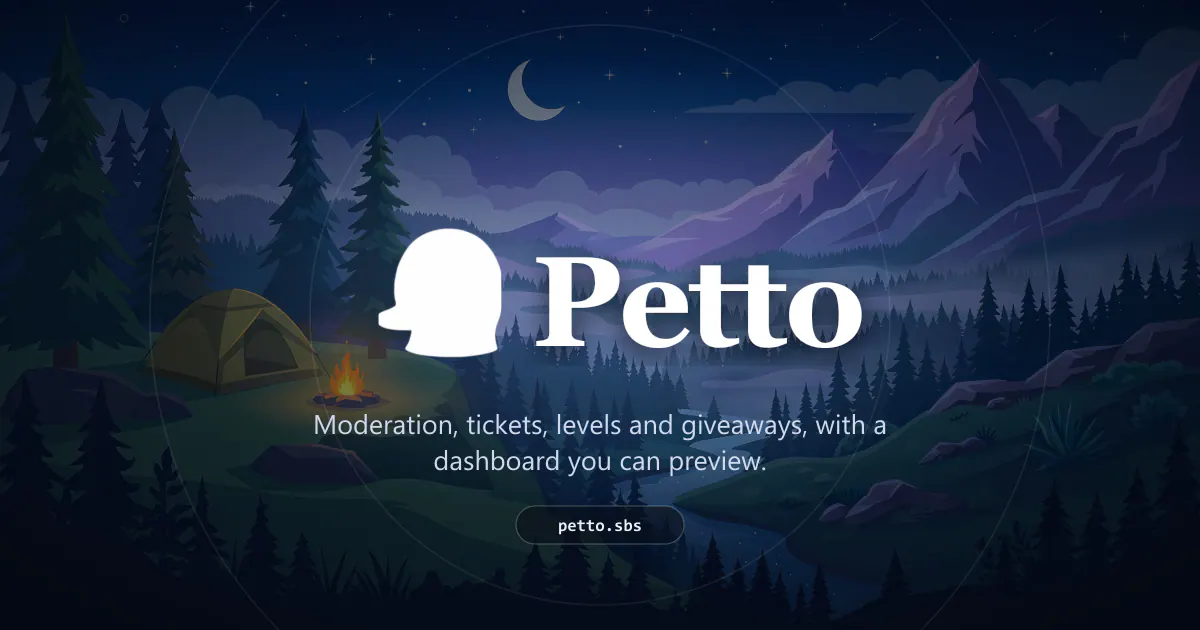 Petto
Moderation, tickets, levels and giveaways, with a
dashboard you can preview.
petto.sbs